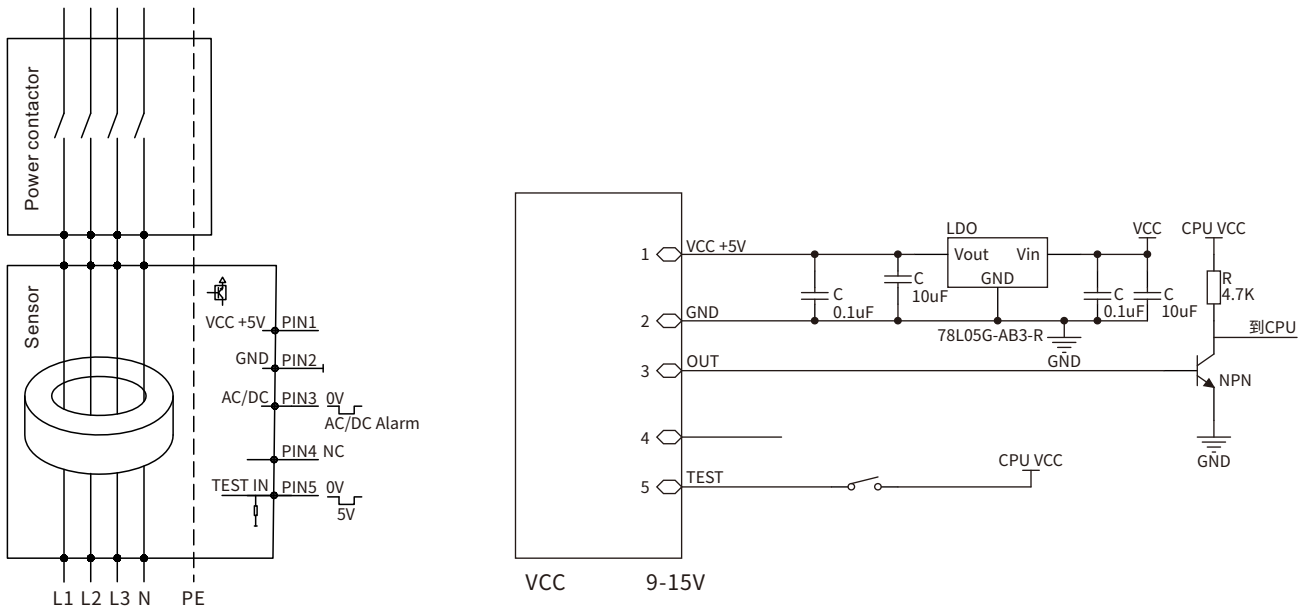 Power contactor
Sensor
VCC +5V PIN1
GND PIN2
AC/DC PIN3 0V
AC/DC Alarm
PIN4 NC
TEST IN PIN5 0V
5V
L1 L2 L3 N PE
LDO
VCC CPU VCC
1 VCC +5V Vout Vin
GND
R
4.7K
C
10uF
C
0.1uF
C
0.1uF
C
10uF
2 GND
78L05G-AB3-R
GND
到CPU
3 OUT
NPN
GND
4
CPU VCC
5 TEST
VCC 9-15V